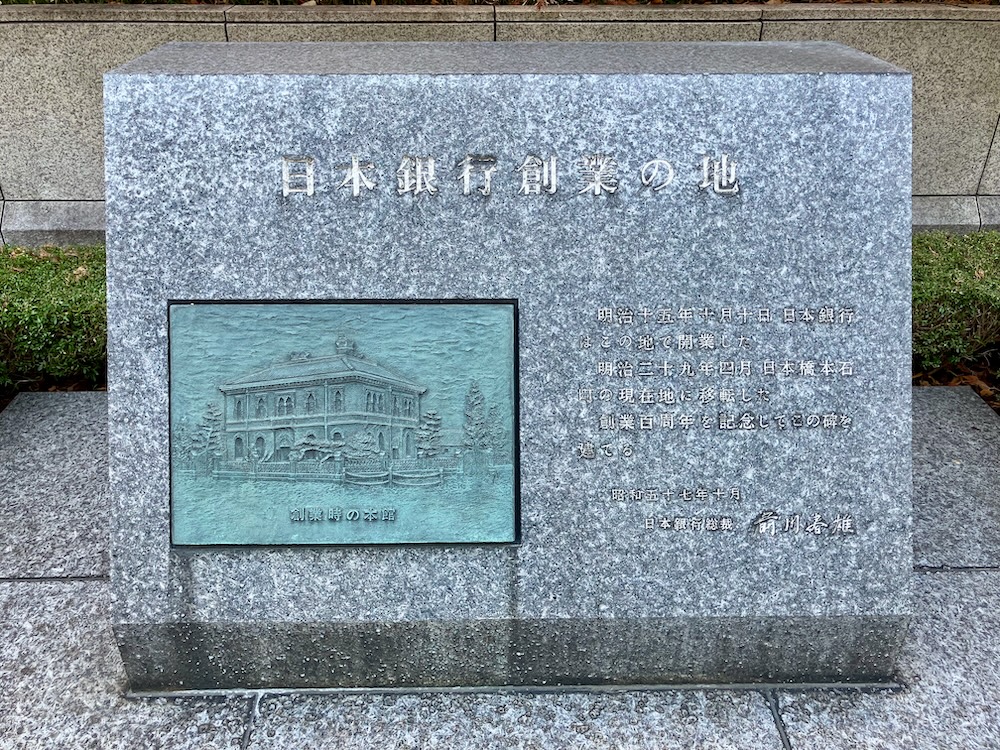 日本銀行創業の地
明治十五年十月十日 日本銀行
はこの地で開業した
明治二十九年四月 日本橋本石
町の現在地に移転した
創業百周年を記念してこの碑を
建てる
昭和五十七年十月
日本銀行総裁 前川春雄
創業時の本館